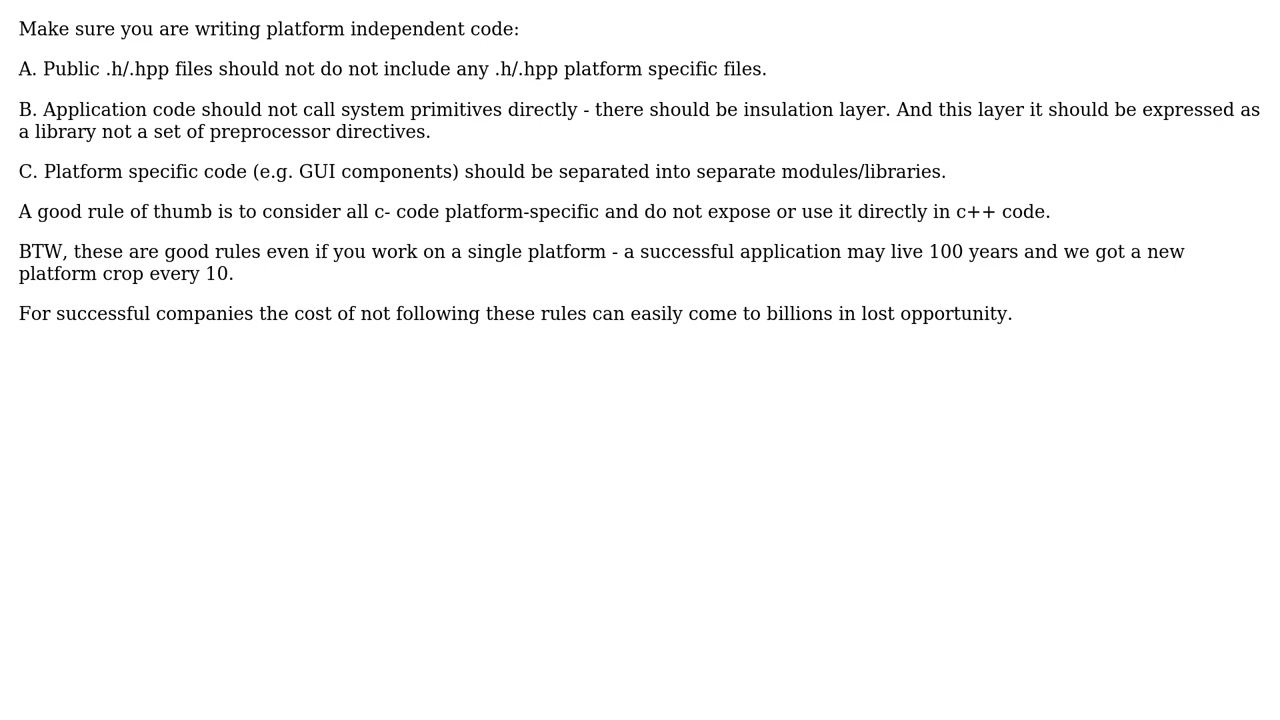 Make sure you are writing platform independent code:
A. Public .h/.hpp files should not do not include any .h/.hpp platform specific files.
B. Application code should not call system primitives directly - there should be insulation layer. And this layer it should be expressed as
a library not a set of preprocessor directives.
C. Platform specific code (e.g. GUI components) should be separated into separate modules/libraries.
A good rule of thumb is to consider all c- code platform-specific and do not expose or use it directly in c++ code.
BTW, these are good rules even if you work on a single platform - a successful application may live 100 years and we got a new
platform crop every 10.
For successful companies the cost of not following these rules can easily come to billions in lost opportunity.